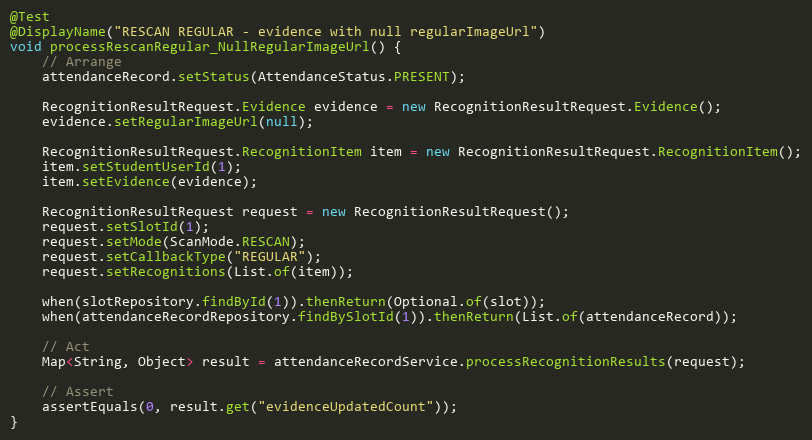 @Test
@DisplayName("RESCAN REGULAR - evidence with null regularImageUrl")
void processRescanRegular_NullRegularImageUrl() {
    // Arrange
    attendanceRecord.setStatus(AttendanceStatus.PRESENT);

    RecognitionResultRequest.Evidence evidence = new RecognitionResultRequest.Evidence();
    evidence.setRegularImageUrl(null);

    RecognitionResultRequest.RecognitionItem item = new RecognitionResultRequest.RecognitionItem();
    item.setStudentUserId(1);
    item.setEvidence(evidence);

    RecognitionResultRequest request = new RecognitionResultRequest();
    request.setSlotId(1);
    request.setMode(ScanMode.RESCAN);
    request.setCallbackType("REGULAR");
    request.setRecognitions(List.of(item));

    when(slotRepository.findById(1)).thenReturn(Optional.of(slot));
    when(attendanceRecordRepository.findBySlotId(1)).thenReturn(List.of(attendanceRecord));

    // Act
    Map<String, Object> result = attendanceRecordService.processRecognitionResults(request);

    // Assert
    assertEquals(0, result.get("evidenceUpdatedCount"));
}